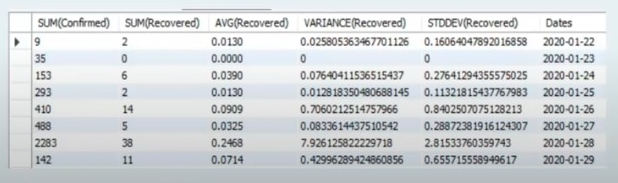 SUM(Confirmed) SUM(Recovered) AVG(Recovered) VARIANCE(Recovered) STDDEV(Recovered) Dates
9 2 0.0130 0.025805363467701126 0.16064047892016858 2020-01-22
35 0 0.0000 0 0 2020-01-23
153 6 0.0390 0.07640411536515437 0.27641294355575025 2020-01-24
293 2 0.0130 0.012818350480688145 0.11321815437767983 2020-01-25
410 14 0.0909 0.7060212514757966 0.8402507075128213 2020-01-26
488 5 0.0325 0.0833614437510542 0.28872381916124307 2020-01-27
2283 38 0.2468 7.926125822229718 2.81533760359743 2020-01-28
142 11 0.0714 0.42996289424860856 0.655715558949617 2020-01-29